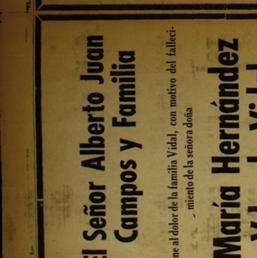 El Señor Alberto Juan
Campos y Familia
ne al dolor de la familia Vidal, con motivo del falleci-
miento de la señora doña
María Hernández